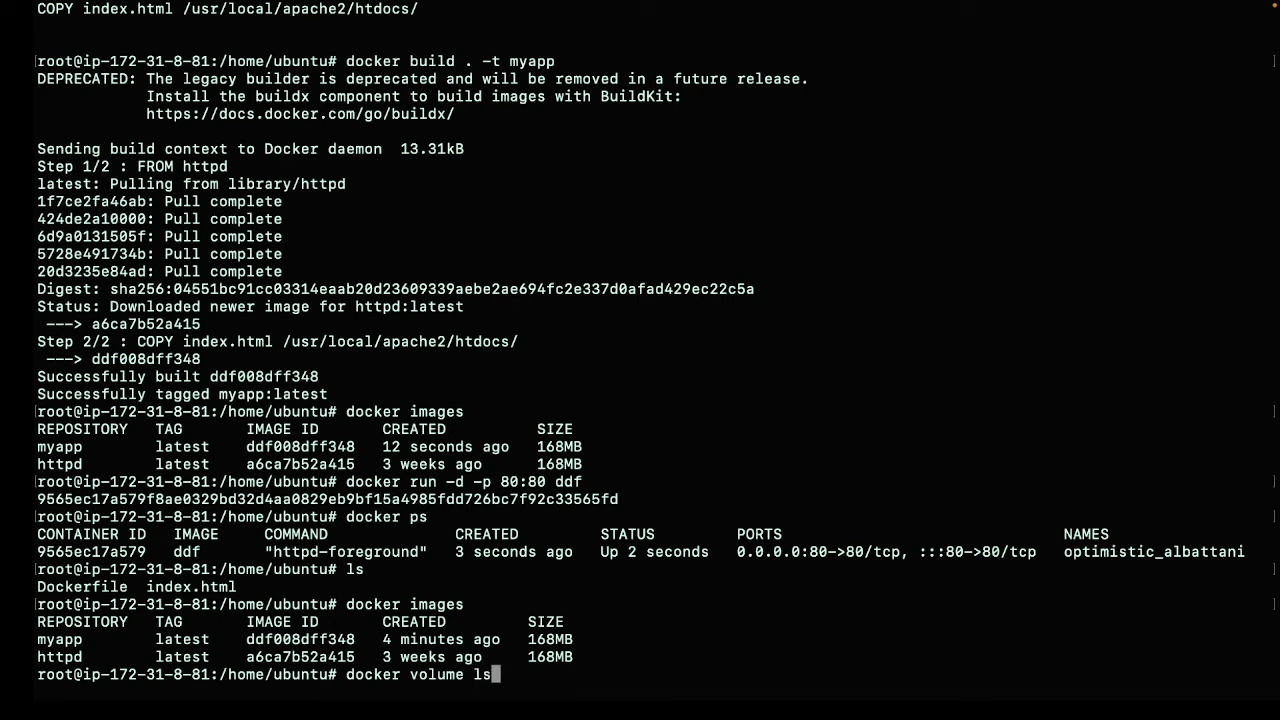 COPY index.html /usr/local/apache2/htdocs/
[root@ip-172-31-8-81:/home/ubuntu# docker build . -t myapp ]
DEPRECATED: The legacy builder is deprecated and will be removed in a future release.
Install the buildx component to build images with BuildKit:
https://docs.docker.com/go/buildx/
Sending build context to Docker daemon 13.31kB
Step 1/2 : FROM httpd
latest: Pulling from library/httpd
1f7ce2fa46ab: Pull complete
424de2a10000: Pull complete
6d9a0131505f: Pull complete
5728e491734b: Pull complete
20d3235e84ad: Pull complete
Digest: sha256:04551bc91cc03314eaab20d23609339aebe2ae694fc2e337d0afad429ec22c5a
Status: Downloaded newer image for httpd:latest
---> a6ca7b52a415
Step 2/2 : COPY index.html /usr/local/apache2/htdocs/
---> ddf008dff348
Successfully built ddf008dff348
Successfully tagged myapp:latest
[root@ip-172-31-8-81:/home/ubuntu# docker images ]
REPOSITORY TAG IMAGE ID CREATED SIZE
myapp latest ddf008dff348 12 seconds ago 168MB
httpd latest a6ca7b52a415 3 weeks ago 168MB
[root@ip-172-31-8-81:/home/ubuntu# docker run -d -p 80:80 ddf ]
9565ec17a579f8ae0329bd32d4aa0829eb9bf15a4985fdd726bc7f92c33565fd
[root@ip-172-31-8-81:/home/ubuntu# docker ps ]
CONTAINER ID IMAGE COMMAND CREATED STATUS PORTS NAMES
9565ec17a579 ddf "httpd-foreground" 3 seconds ago Up 2 seconds 0.0.0.0:80->80/tcp, :::80->80/tcp optimistic_albattani
[root@ip-172-31-8-81:/home/ubuntu# ls ]
Dockerfile index.html
[root@ip-172-31-8-81:/home/ubuntu# docker images ]
REPOSITORY TAG IMAGE ID CREATED SIZE
myapp latest ddf008dff348 4 minutes ago 168MB
httpd latest a6ca7b52a415 3 weeks ago 168MB
root@ip-172-31-8-81:/home/ubuntu# docker volume ls